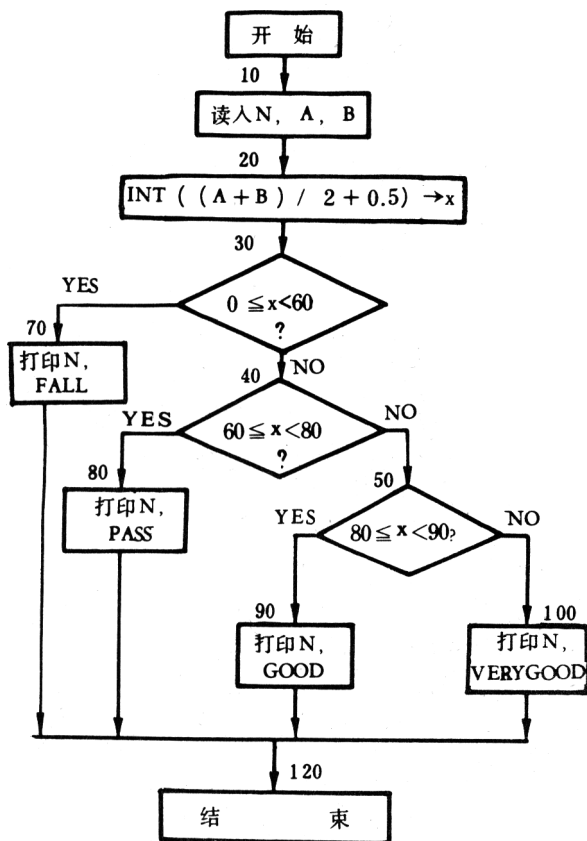 开 始
10
读入N, A, B
20
INT ( (A+B) / 2+0.5) →x
30
YES
0 ≦x<60
?
70
NO
打印N,
FALL
40
YES
NO
60≦x<80
?
80
50
打印N,
PASS
YES
NO
80≦x<90?
90
100
打印N,
GOOD
打印N,
VERYGOOD
120
结 束